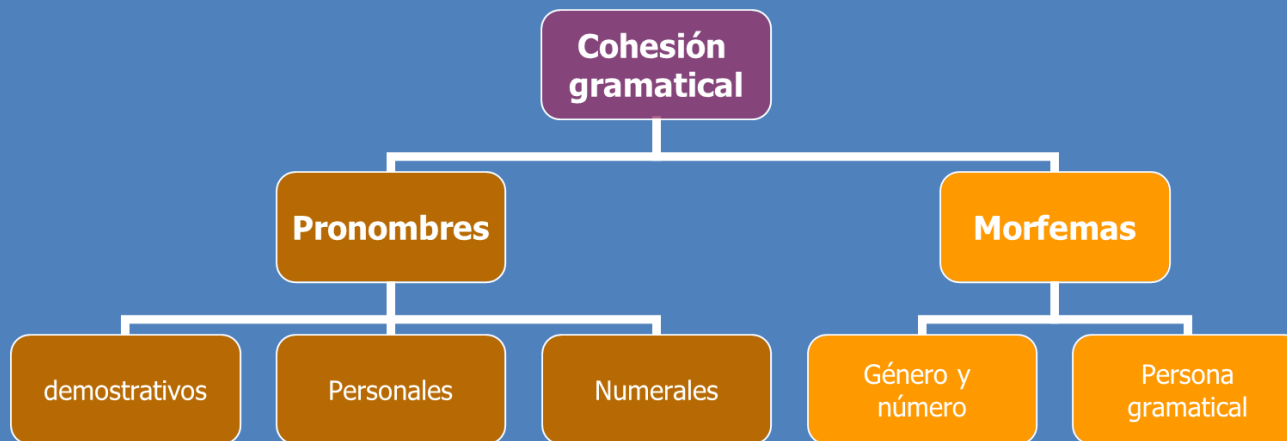 Cohesión
gramatical
Pronombres
Morfemas
demostrativos
Personales
Numerales
Género y
número
Persona
gramatical